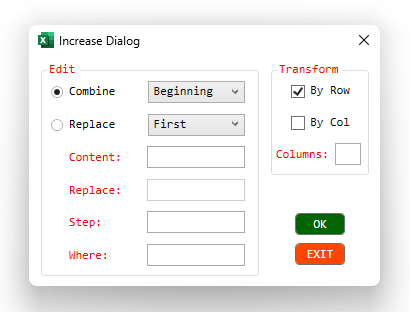 Increase Dialog
Edit
Combine Beginning
Replace First
Content:
Replace:
Step:
Where:
Transform
By Row
By Col
Columns:
OK
EXIT